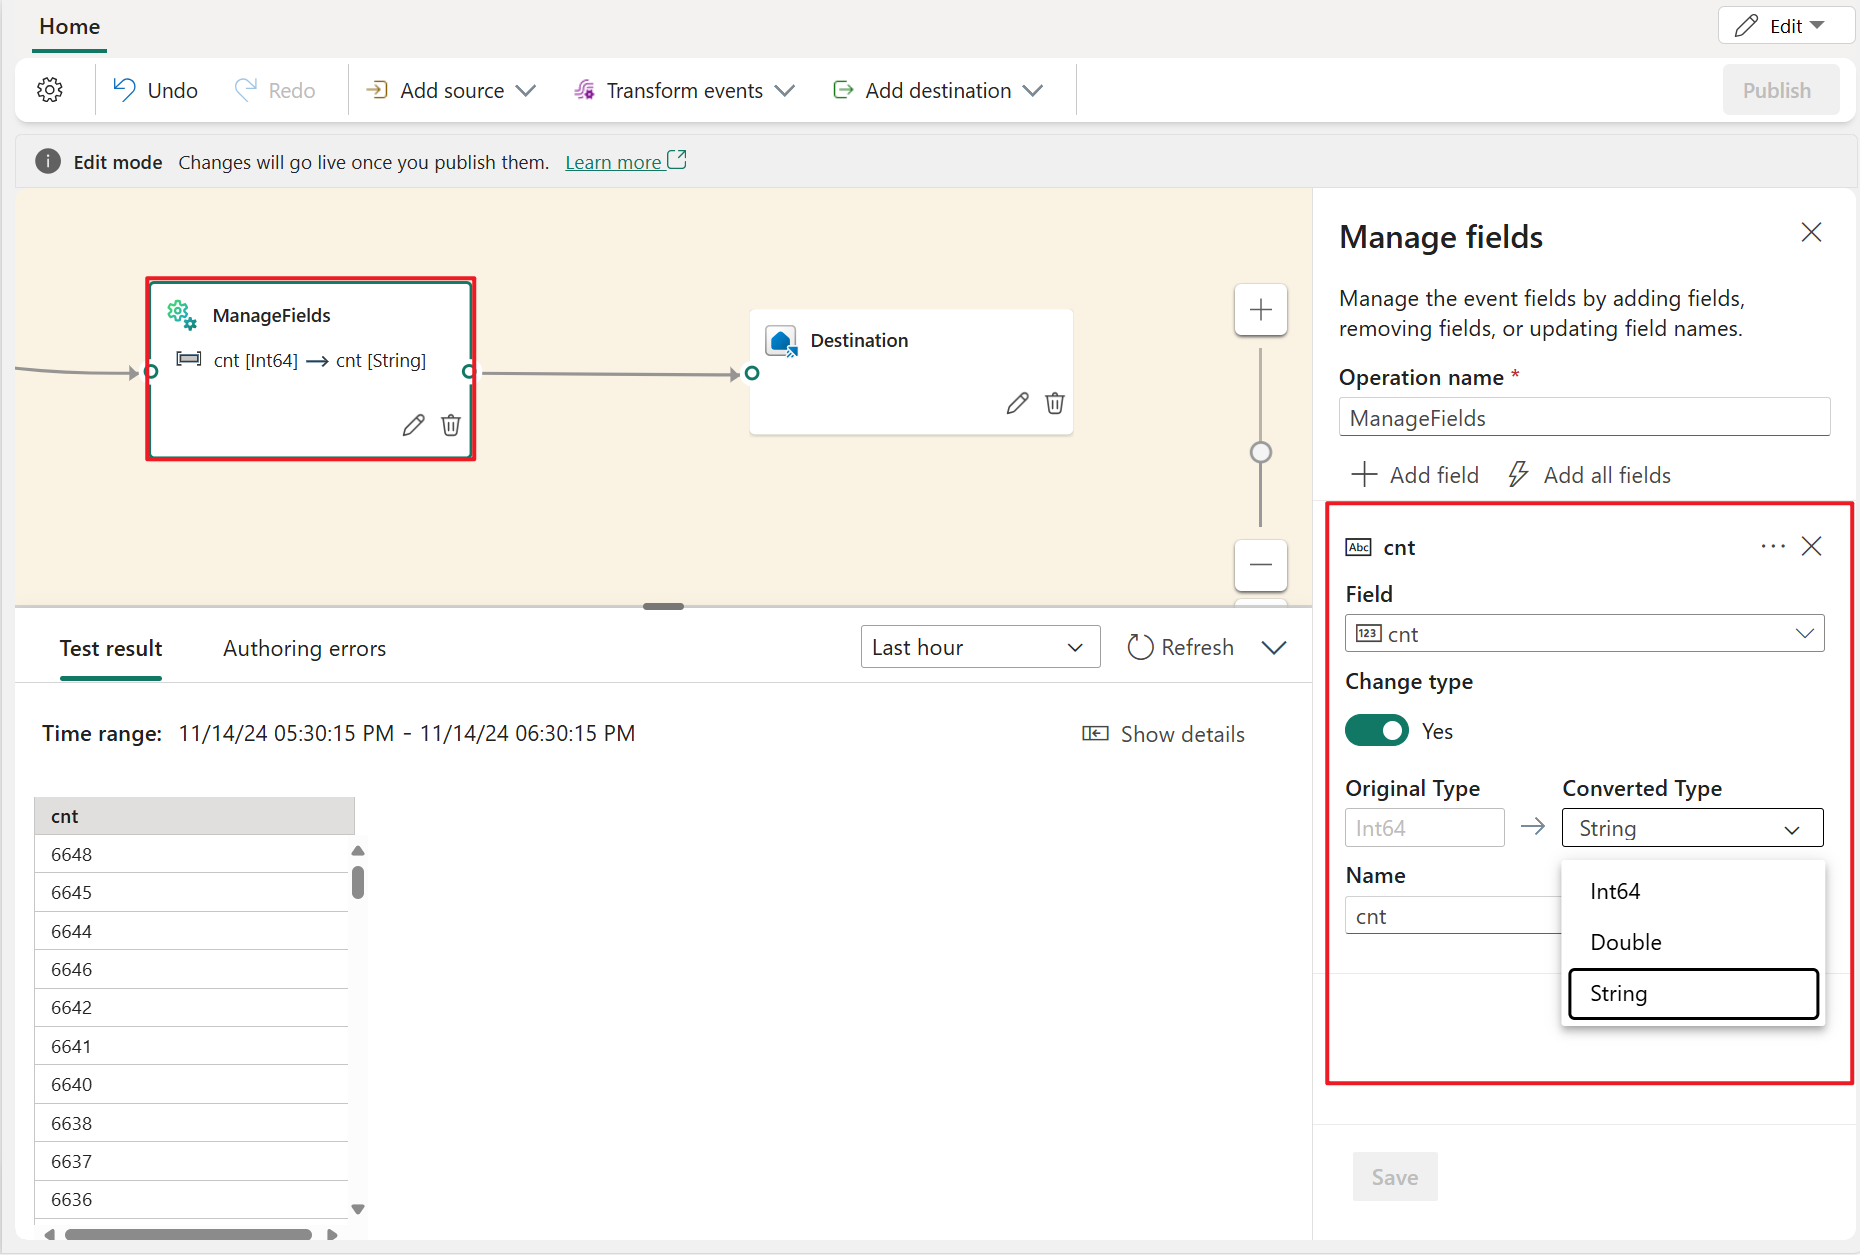 Home
Edit
Undo
Redo
Add source
Transform events
Add destination
Publish
Edit mode Changes will go live once you publish them. Learn more
ManageFields
cnt [Int64] → cnt [String]
Destination
Manage fields
Manage the event fields by adding fields,
removing fields, or updating field names.
Operation name *
ManageFields
Add field
Add all fields
Abc cnt
Field
123 cnt
Change type
Yes
Original Type
Converted Type
Int64
String
Name
cnt
Int64
Double
String
Save
Test result
Authoring errors
Last hour
Refresh
Time range: 11/14/24 05:30:15 PM - 11/14/24 06:30:15 PM
Show details
cnt
6648
6645
6644
6646
6642
6641
6640
6638
6637
6636